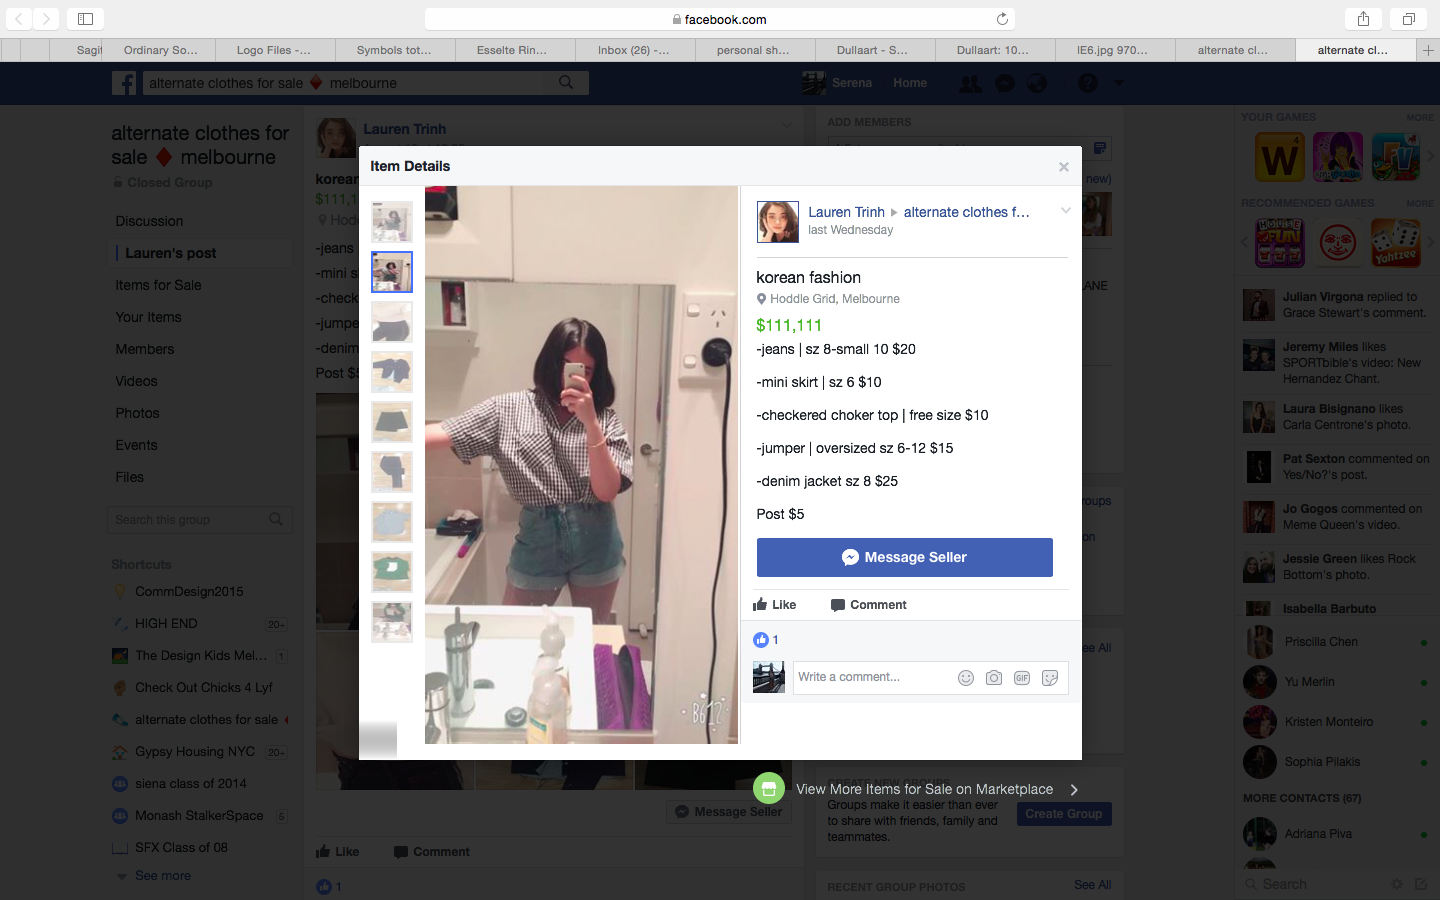 facebook.com
Sagit
Ordinary So...
Logo Files -...
Symbols tot...
Esselte Rin...
Inbox (26) -...
personal sh...
Dullaart - S...
Dullaart: 10...
IE6.jpg 970...
alternate cl...
alternate cl...
alternate clothes for sale ♦ melbourne
Serena
Home
alternate clothes for
sale ♦ melbourne
Closed Group
Discussion
Lauren's post
Items for Sale
Your Items
Members
Videos
Photos
Events
Files
Search this group
Shortcuts
CommDesign2015
HIGH END 20+
The Design Kids Mel... 1
Check Out Chicks 4 Lyf
alternate clothes for sale
Gypsy Housing NYC 20+
siena class of 2014
Monash StalkerSpace 5
SFX Class of 08
See more
Lauren Trinh
korean
$111,1
Hodd
-jeans
-mini s
-check
-jumpe
-denim
Post $5
Message Seller
Like Comment
1
Item Details
B612
Lauren Trinh ▸ alternate clothes f...
last Wednesday
korean fashion
Hoddle Grid, Melbourne
$111,111
-jeans | sz 8-small 10 $20
-mini skirt | sz 6 $10
-checkered choker top | free size $10
-jumper | oversized sz 6-12 $15
-denim jacket sz 8 $25
Post $5
Message Seller
Like Comment
1
Write a comment...
GIF
View More Items for Sale on Marketplace
ADD MEMBERS
new)
LANE
roups
on
ee All
CREATE NEW GROUPS
Groups make it easier than ever
to share with friends, family and
teammates.
Create Group
RECENT GROUP PHOTOS
See All
YOUR GAMES MORE
W 4
FV
RECOMMENDED GAMES MORE
HOUSE OF FUN
Yahtzee
Julian Virgona replied to
Grace Stewart's comment.
Jeremy Miles likes
SPORTbible's video: New
Hernandez Chant.
Laura Bisignano likes
Carla Centrone's photo.
Pat Sexton commented on
Yes/No?'s post.
Jo Gogos commented on
Meme Queen's video.
Jessie Green likes Rock
Bottom's photo.
Isabella Barbuto
Priscilla Chen
Yu Merlin
Kristen Monteiro
Sophia Pilakis
MORE CONTACTS (67)
Adriana Piva
Search